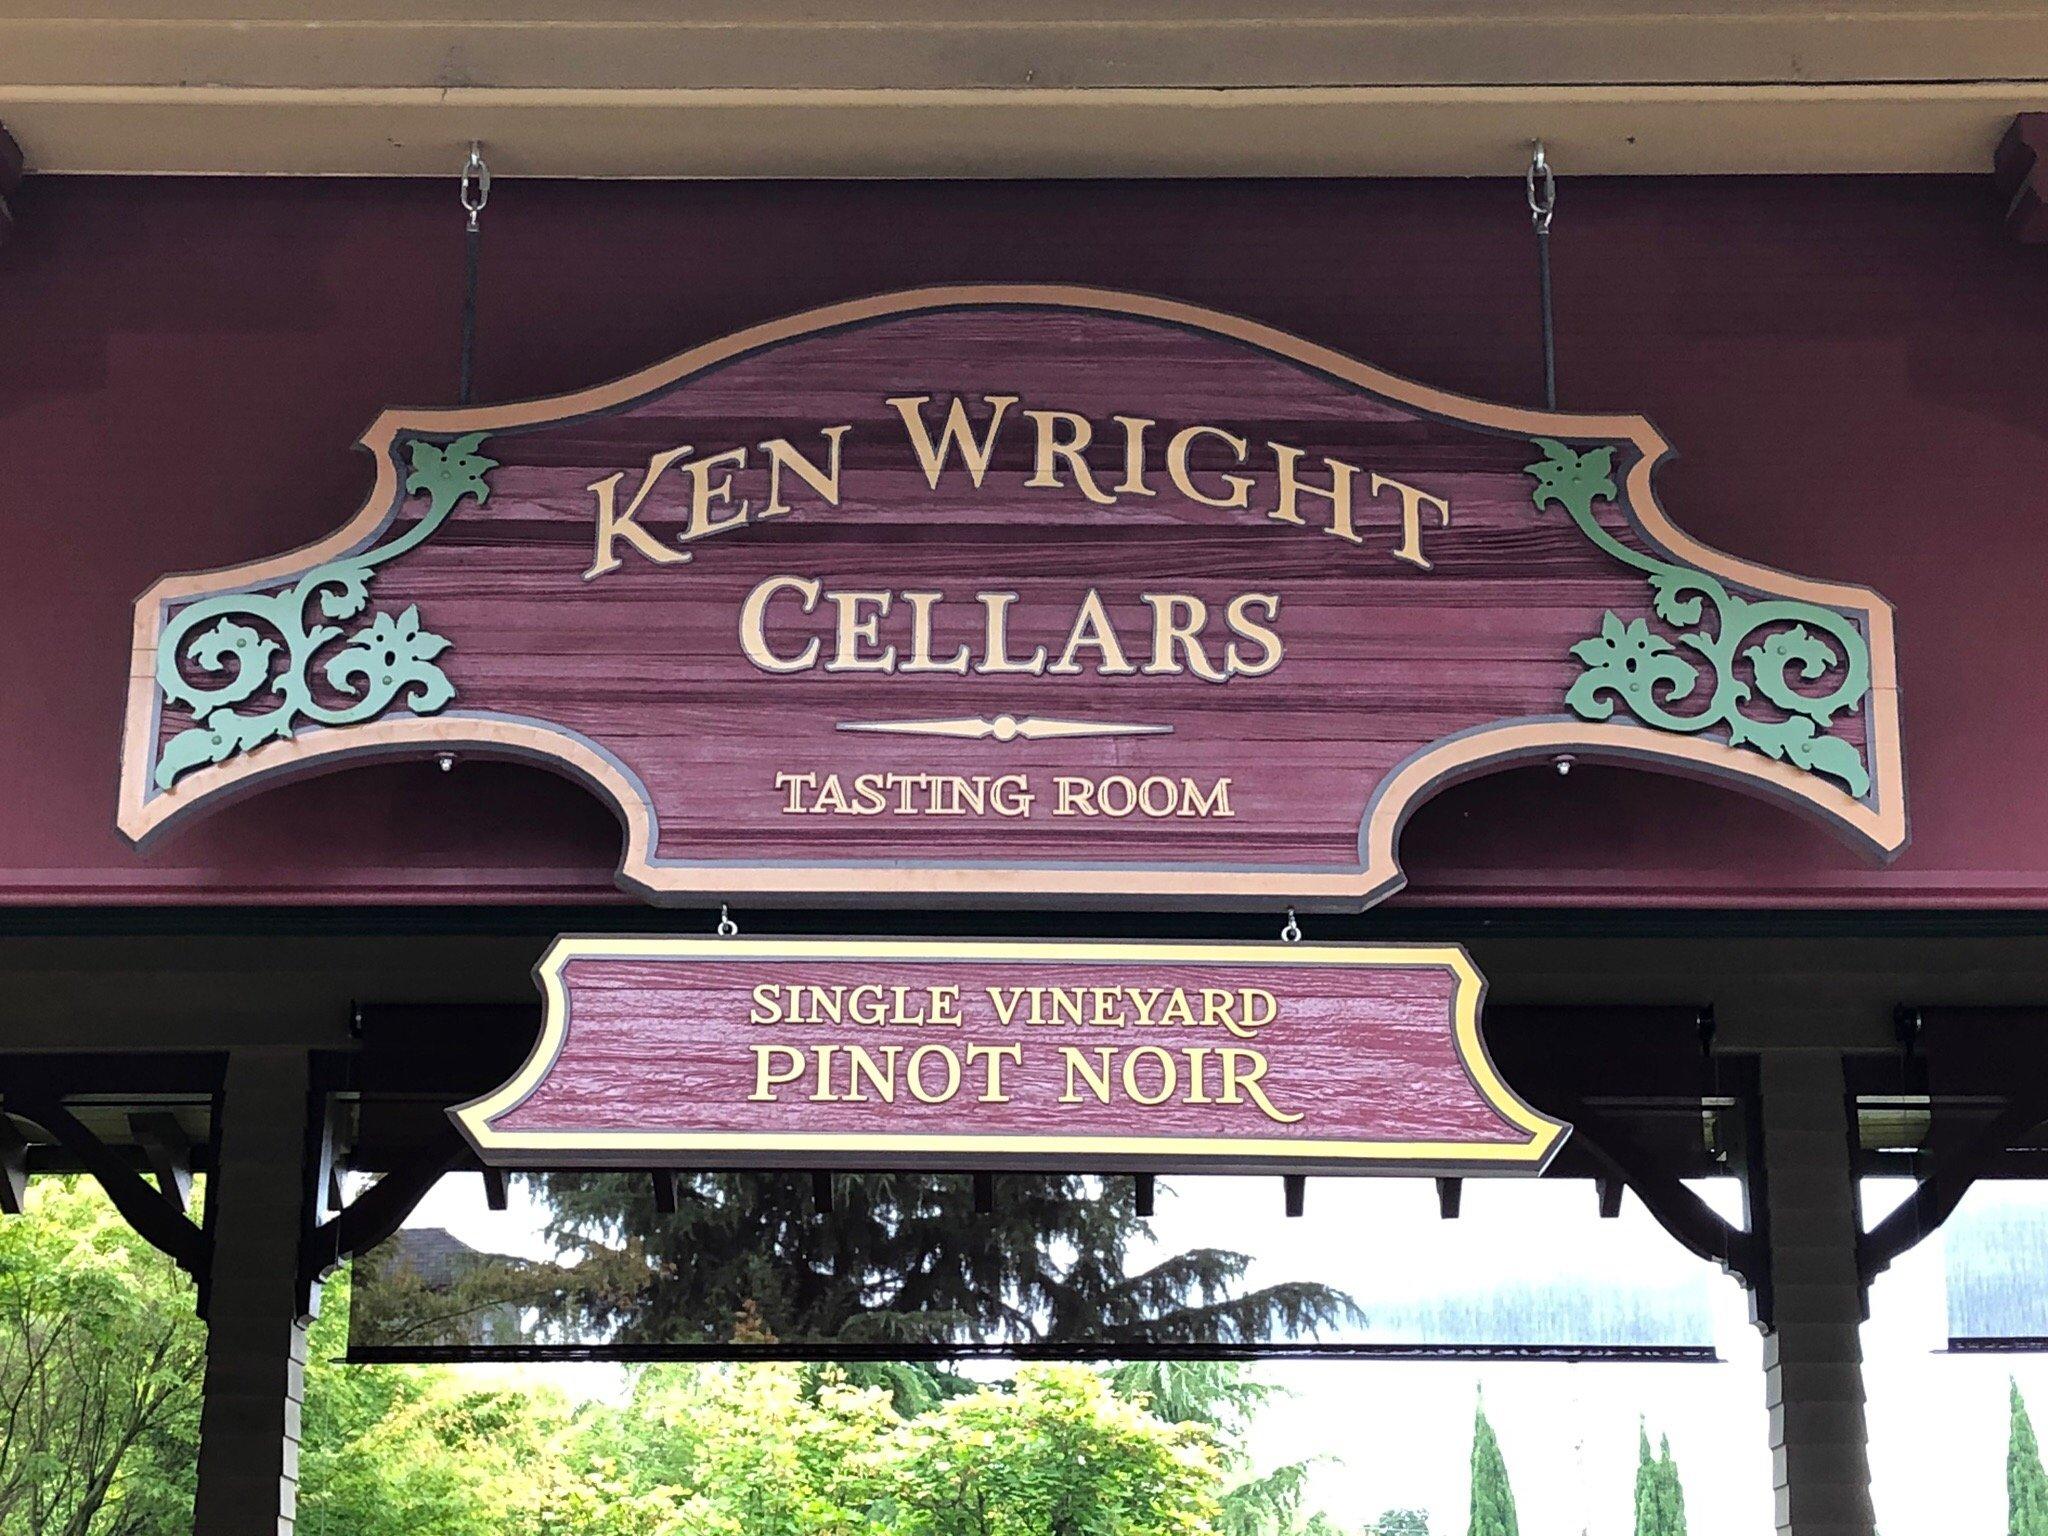 KEN WRIGHT
CELLARS
TASTING ROOM
SINGLE VINEYARD
PINOT NOIR